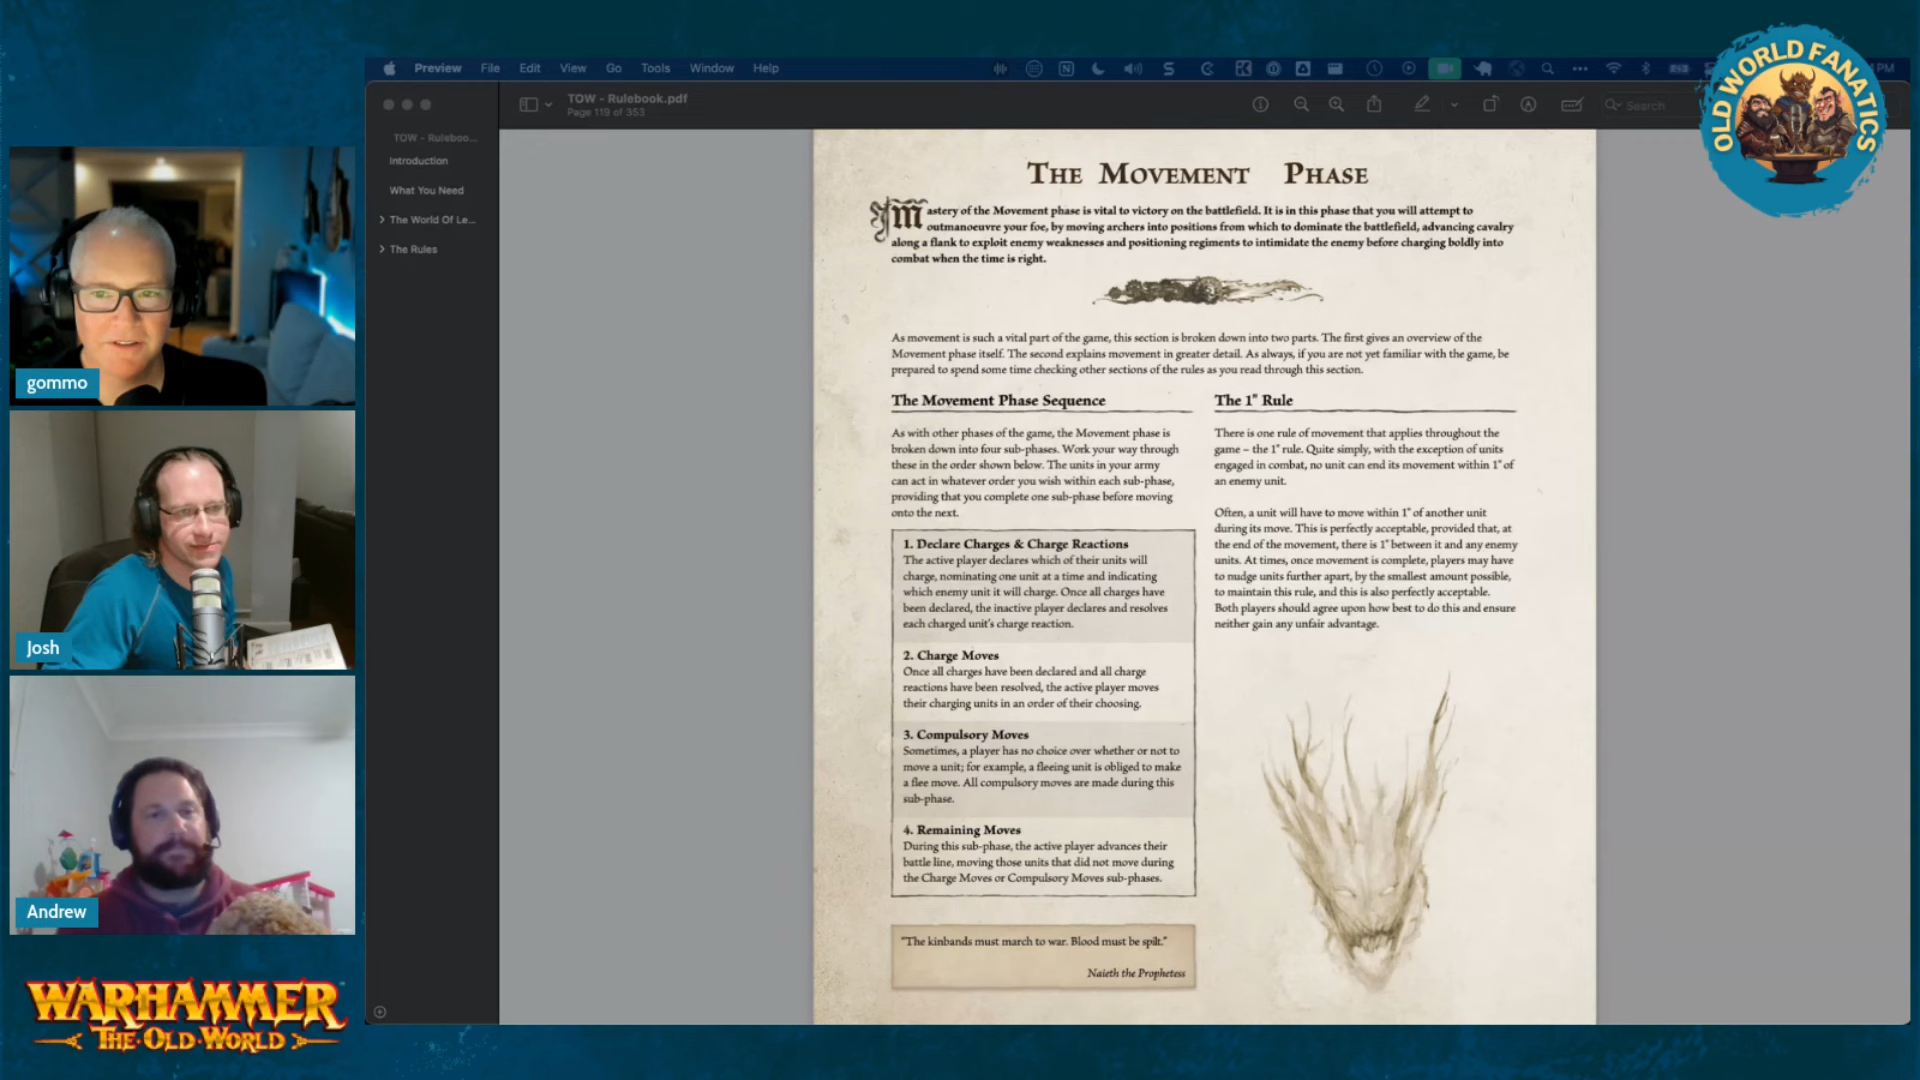 Preview File Edit View Go Tools Window Help
PM
TOW - Rulebook.pdf
Page 119 of 353
Search
OLD WORLD FANATICS
TOW - Ruleboo...
Introduction
What You Need
The World Of Le...
The Rules
gommo
Josh
Andrew
WARHAMMER
THE·OLD·WORLD
THE MOVEMENT PHASE
Mastery of the Movement phase is vital to victory on the battlefield. It is in this phase that you will attempt to
outmanoeuvre your foe, by moving archers into positions from which to dominate the battlefield, advancing cavalry
along a flank to exploit enemy weaknesses and positioning regiments to intimidate the enemy before charging boldly into
combat when the time is right.
As movement is such a vital part of the game, this section is broken down into two parts. The first gives an overview of the
Movement phase itself. The second explains movement in greater detail. As always, if you are not yet familiar with the game, be
prepared to spend some time checking other sections of the rules as you read through this section.
The Movement Phase Sequence
As with other phases of the game, the Movement phase is
broken down into four sub-phases. Work your way through
these in the order shown below. The units in your army
can act in whatever order you wish within each sub-phase,
providing that you complete one sub-phase before moving
onto the next.
1. Declare Charges & Charge Reactions
The active player declares which of their units will
charge, nominating one unit at a time and indicating
which enemy unit it will charge. Once all charges have
been declared, the inactive player declares and resolves
each charged unit's charge reaction.
2. Charge Moves
Once all charges have been declared and all charge
reactions have been resolved, the active player moves
their charging units in an order of their choosing.
3. Compulsory Moves
Sometimes, a player has no choice over whether or not to
move a unit; for example, a fleeing unit is obliged to make
a flee move. All compulsory moves are made during this
sub-phase.
4. Remaining Moves
During this sub-phase, the active player advances their
battle line, moving those units that did not move during
the Charge Moves or Compulsory Moves sub-phases.
"The kinbands must march to war. Blood must be spilt."
Naieth the Prophetess
The 1" Rule
There is one rule of movement that applies throughout the
game – the 1" rule. Quite simply, with the exception of units
engaged in combat, no unit can end its movement within 1" of
an enemy unit.
Often, a unit will have to move within 1" of another unit
during its move. This is perfectly acceptable, provided that, at
the end of the movement, there is 1" between it and any enemy
units. At times, once movement is complete, players may have
to nudge units further apart, by the smallest amount possible,
to maintain this rule, and this is also perfectly acceptable.
Both players should agree upon how best to do this and ensure
neither gain any unfair advantage.